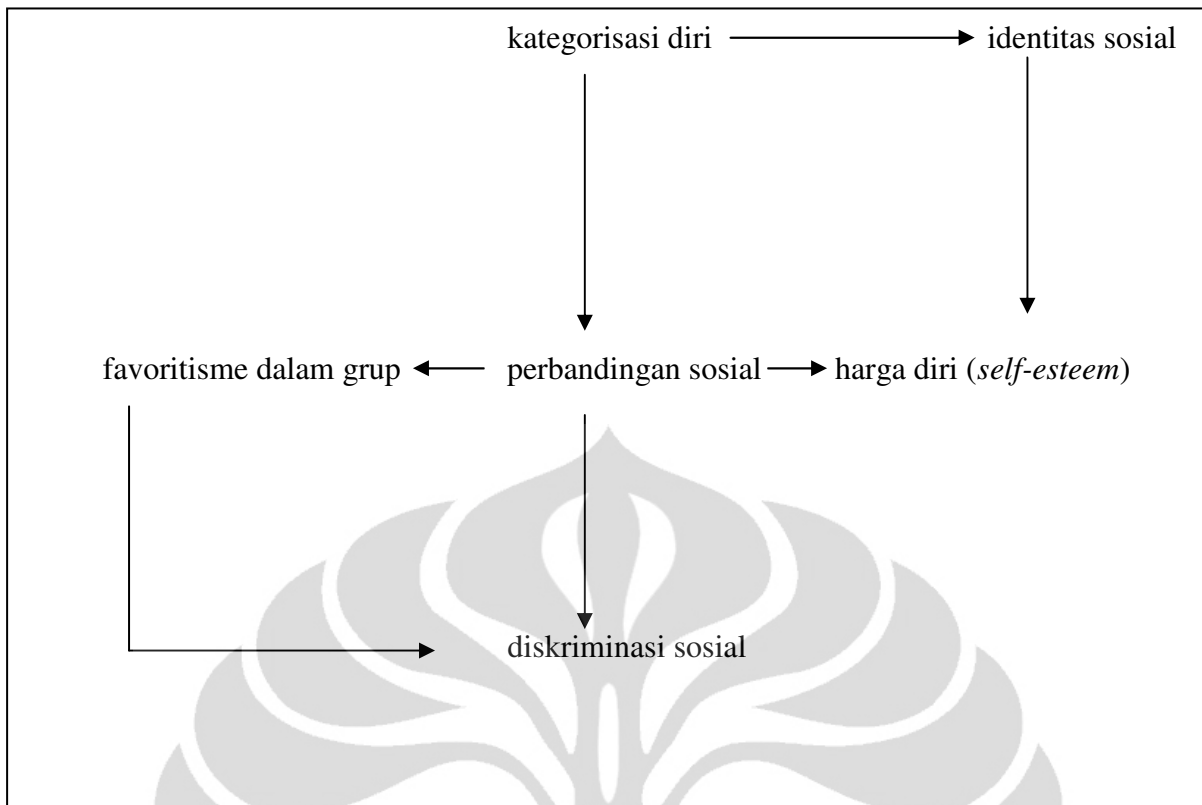 kategorisasi diri identitas sosial
favoritisme dalam grup perbandingan sosial harga diri (self-esteem)
diskriminasi sosial